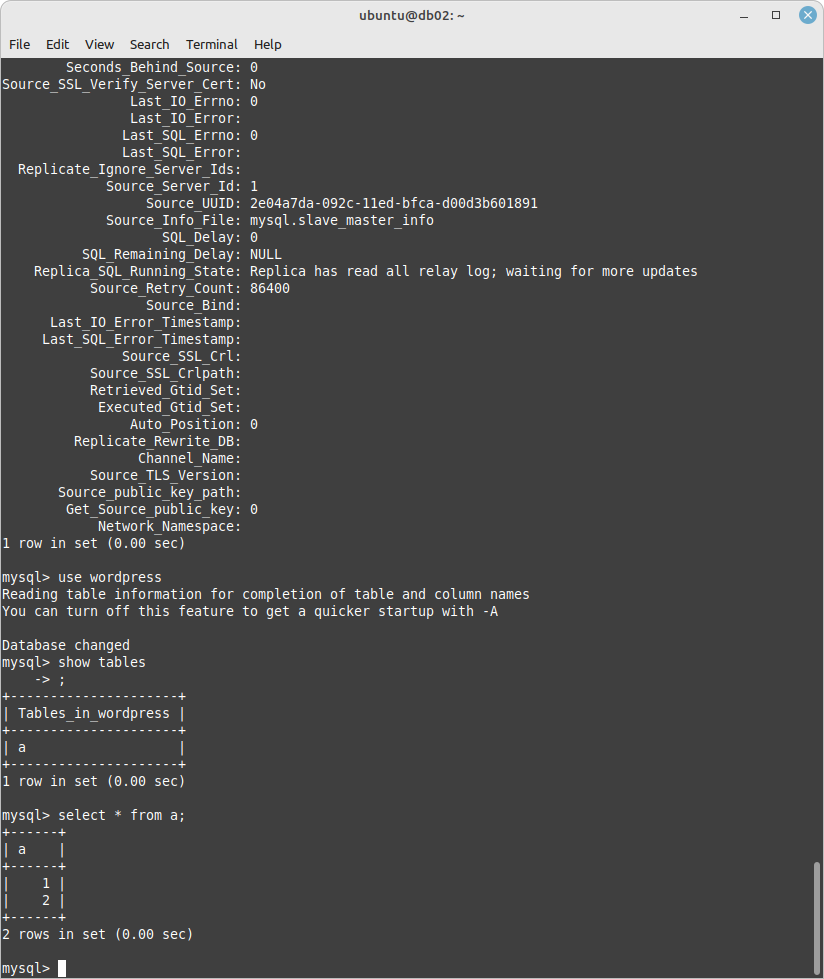 ubuntu@db02: ~
File Edit View Search Terminal Help
        Seconds_Behind_Source: 0
Source_SSL_Verify_Server_Cert: No
                Last_IO_Errno: 0
                Last_IO_Error:
               Last_SQL_Errno: 0
               Last_SQL_Error:
  Replicate_Ignore_Server_Ids:
             Source_Server_Id: 1
                  Source_UUID: 2e04a7da-092c-11ed-bfca-d00d3b601891
             Source_Info_File: mysql.slave_master_info
                    SQL_Delay: 0
          SQL_Remaining_Delay: NULL
    Replica_SQL_Running_State: Replica has read all relay log; waiting for more updates
           Source_Retry_Count: 86400
                  Source_Bind:
      Last_IO_Error_Timestamp:
     Last_SQL_Error_Timestamp:
               Source_SSL_Crl:
           Source_SSL_Crlpath:
           Retrieved_Gtid_Set:
            Executed_Gtid_Set:
                Auto_Position: 0
         Replicate_Rewrite_DB:
                 Channel_Name:
           Source_TLS_Version:
       Source_public_key_path:
        Get_Source_public_key: 0
            Network_Namespace:
1 row in set (0.00 sec)

mysql> use wordpress
Reading table information for completion of table and column names
You can turn off this feature to get a quicker startup with -A

Database changed
mysql> show tables
    -> ;
+---------------------+
| Tables_in_wordpress |
+---------------------+
| a                   |
+---------------------+
1 row in set (0.00 sec)

mysql> select * from a;
+------+
| a    |
+------+
|    1 |
|    2 |
+------+
2 rows in set (0.00 sec)

mysql>